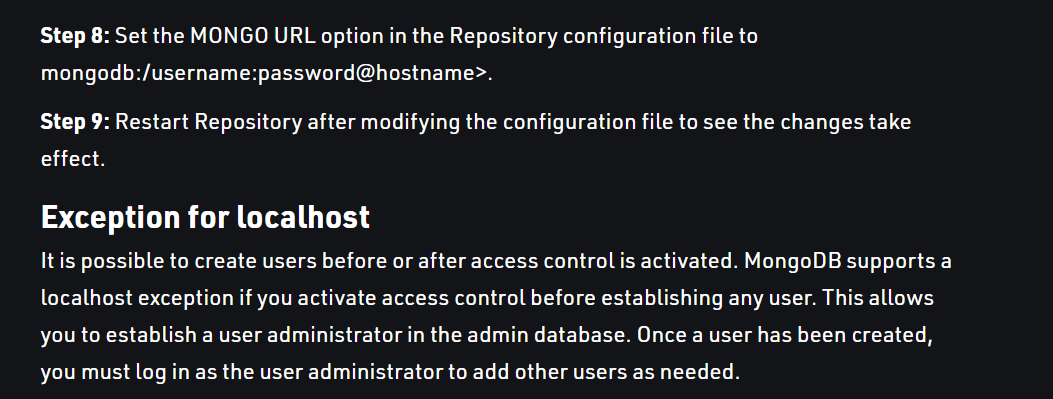 Step 8: Set the MONGO URL option in the Repository configuration file to
mongodb:/username:password@hostname>.
Step 9: Restart Repository after modifying the configuration file to see the changes take
effect.
Exception for localhost
It is possible to create users before or after access control is activated. MongoDB supports a
localhost exception if you activate access control before establishing any user. This allows
you to establish a user administrator in the admin database. Once a user has been created,
you must log in as the user administrator to add other users as needed.